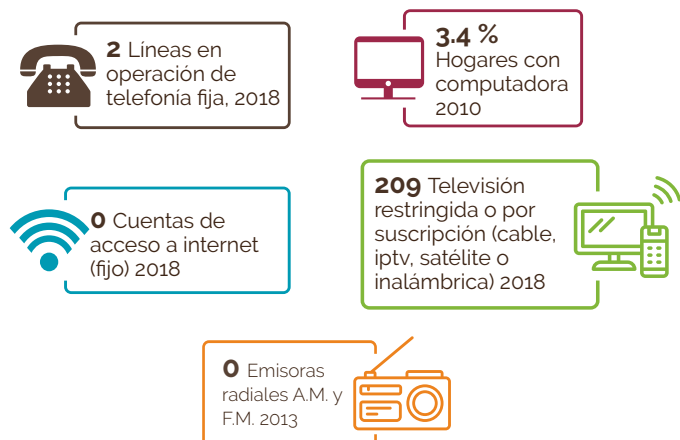 2 Líneas en
operación de
telefonía fija, 2018
3.4 %
Hogares con
computadora
2010
0 Cuentas de
acceso a internet
(fijo) 2018
209 Televisión
restringida o por
suscripción (cable,
iptv, satélite o
inalámbrica) 2018
0 Emisoras
radiales A.M. y
F.M. 2013